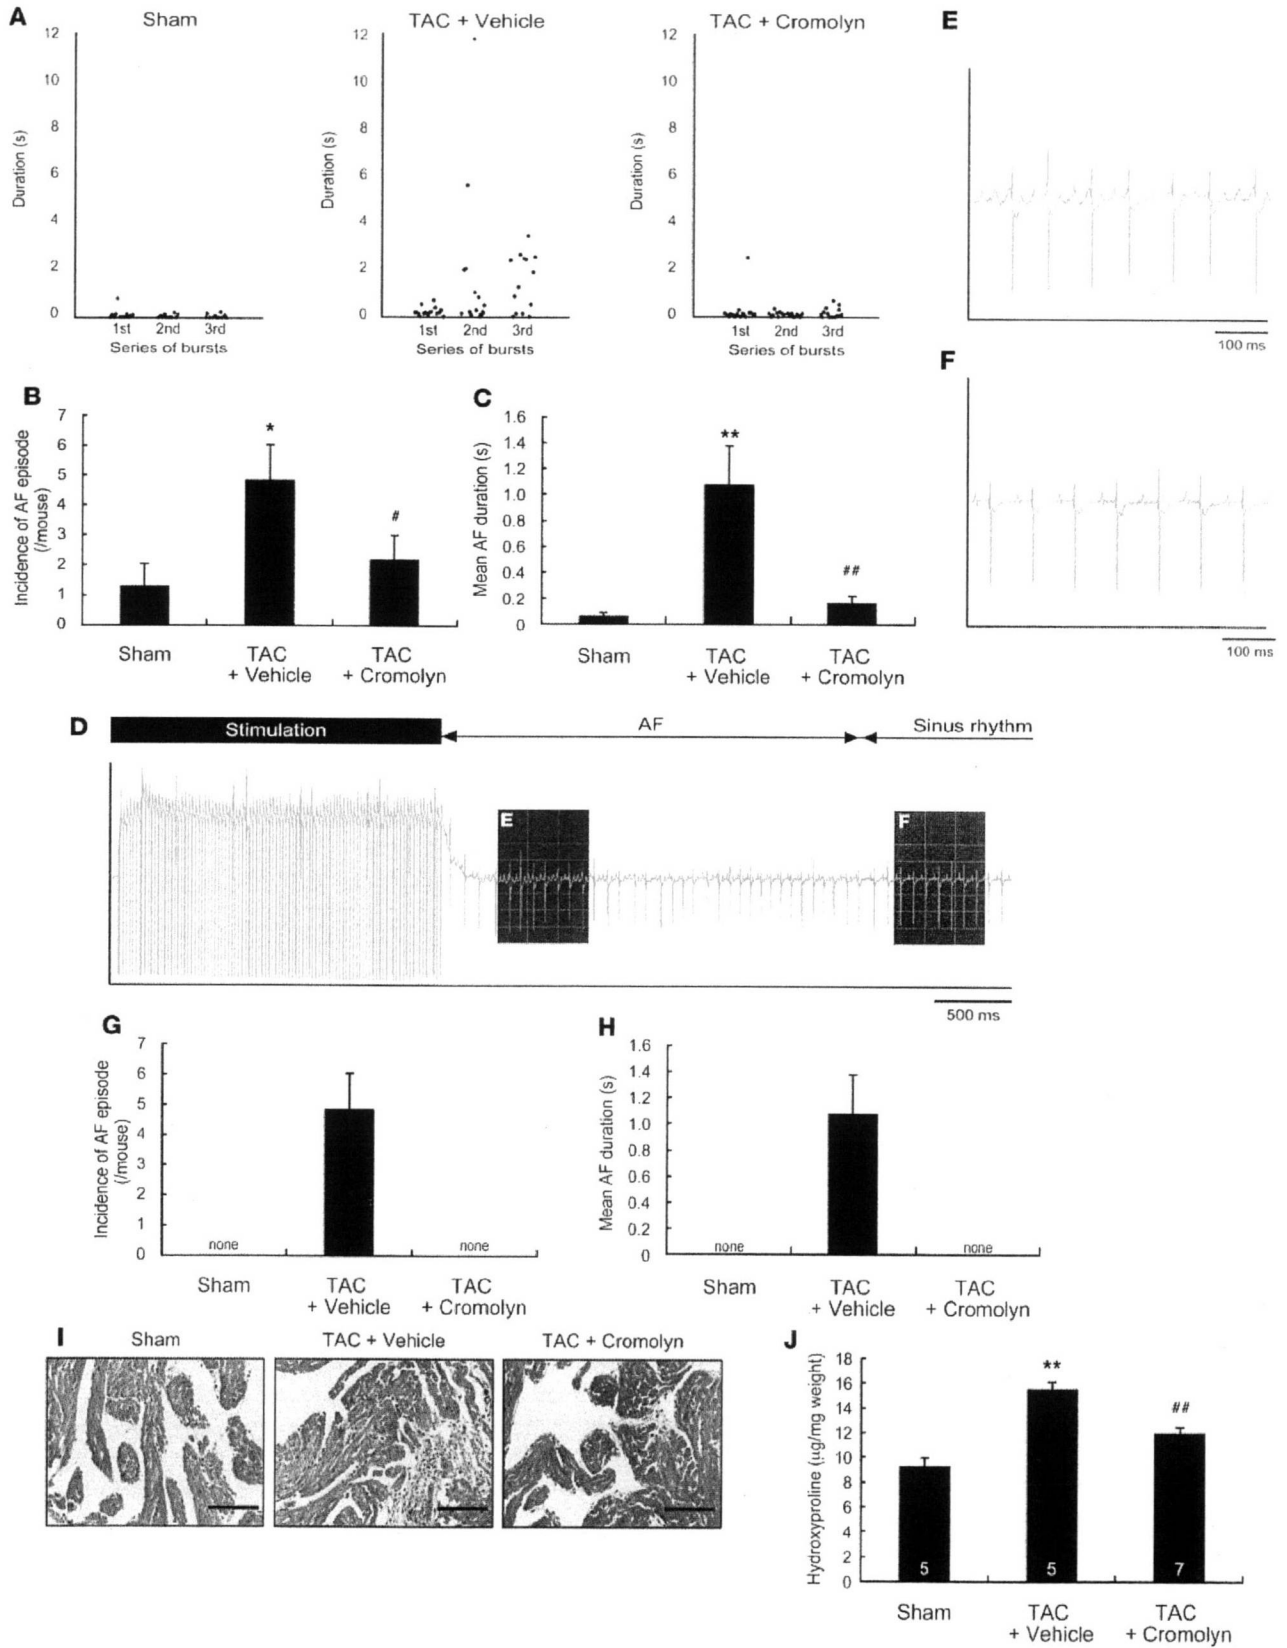 A
Sham
TAC + Vehicle
TAC + Cromolyn
12
10
8
6
4
2
0
Duration (s)
1st 2nd 3rd
Series of bursts
12
10
8
6
4
2
0
Duration (s)
1st 2nd 3rd
Series of bursts
12
10
8
6
4
2
0
Duration (s)
1st 2nd 3rd
Series of bursts
E
100 ms
F
100 ms
B
7
6
5
4
3
2
1
0
Incidence of AF episode
(/mouse)
*
#
Sham
TAC
+ Vehicle
TAC
+ Cromolyn
C
1.6
1.4
1.2
1.0
0.8
0.6
0.4
0.2
0
Mean AF duration (s)
**
##
Sham
TAC
+ Vehicle
TAC
+ Cromolyn
D
Stimulation
AF
Sinus rhythm
E
F
500 ms
G
7
6
5
4
3
2
1
0
Incidence of AF episode
(/mouse)
none
none
Sham
TAC
+ Vehicle
TAC
+ Cromolyn
H
1.6
1.4
1.2
1.0
0.8
0.6
0.4
0.2
0
Mean AF duration (s)
none
none
Sham
TAC
+ Vehicle
TAC
+ Cromolyn
I
Sham
TAC + Vehicle
TAC + Cromolyn
J
18
16
14
12
10
8
6
4
2
0
Hydroxyproline (µg/mg weight)
**
##
5
5
7
Sham
TAC
+ Vehicle
TAC
+ Cromolyn